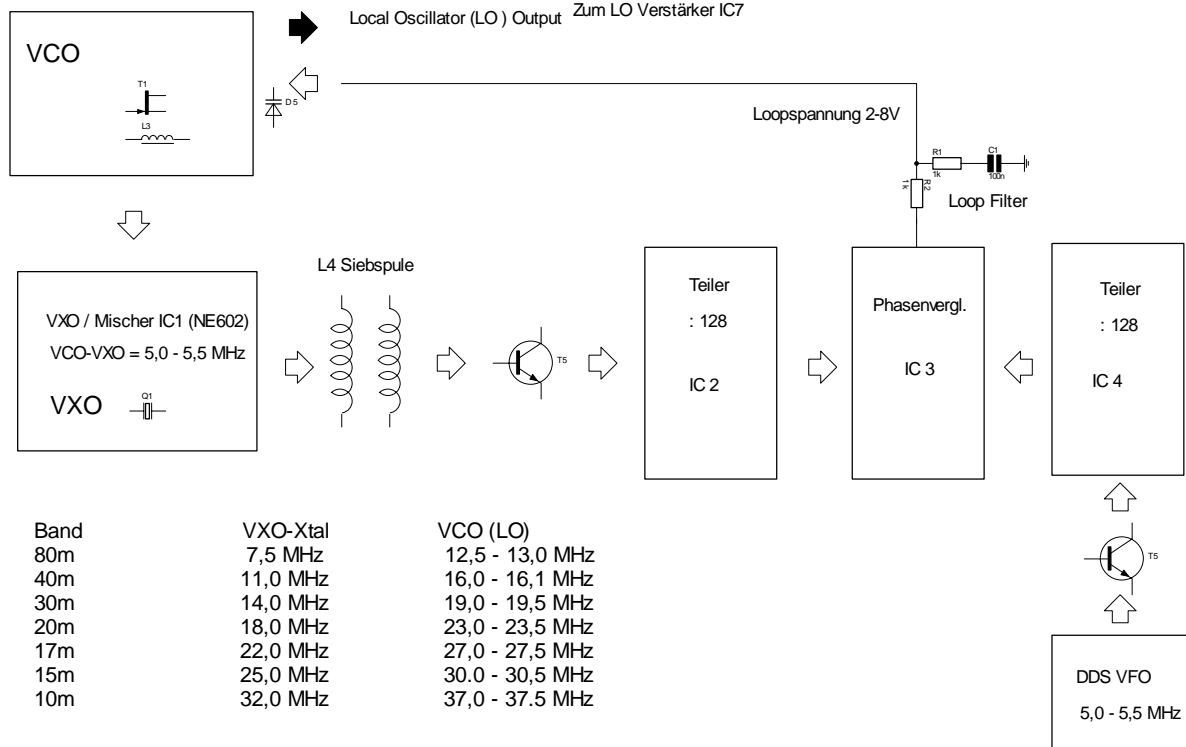 Local Oscillator (LO ) Output Zum LO Verstärker IC7
VCO
T1
L3
D5
Loopspannung 2-8V
R1
1k
C1
100n
R2
1k
Loop Filter
L4 Siebspule
VXO / Mischer IC1 (NE602)
VCO-VXO = 5,0 - 5,5 MHz
VXO
Q1
T5
Teiler
: 128
IC 2
Phasenvergl.
IC 3
Teiler
: 128
IC 4
T5
DDS VFO
5,0 - 5,5 MHz
Band VXO-Xtal VCO (LO)
80m 7,5 MHz 12,5 - 13,0 MHz
40m 11,0 MHz 16,0 - 16,1 MHz
30m 14,0 MHz 19,0 - 19,5 MHz
20m 18,0 MHz 23,0 - 23,5 MHz
17m 22,0 MHz 27,0 - 27,5 MHz
15m 25,0 MHz 30.0 - 30,5 MHz
10m 32,0 MHz 37,0 - 37.5 MHz